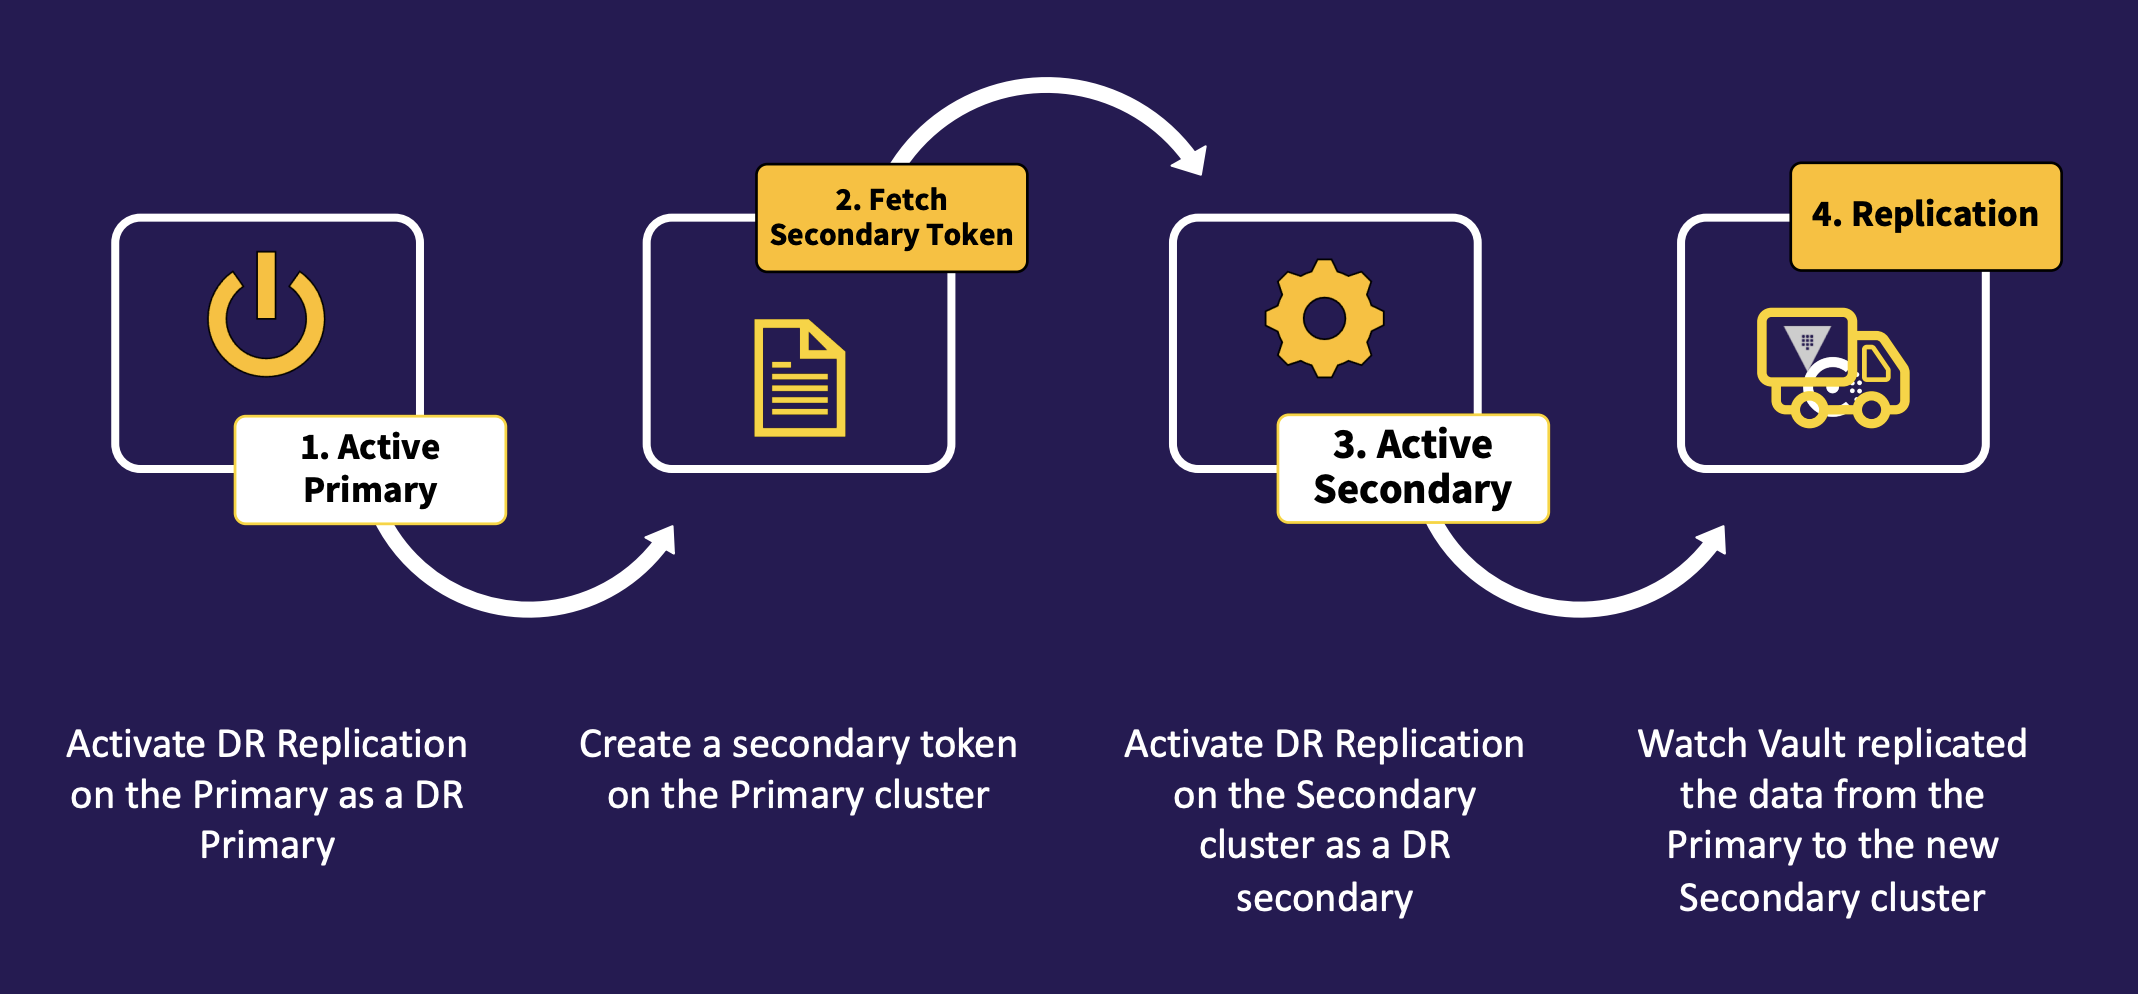 1. Active
Primary
2. Fetch
Secondary Token
3. Active
Secondary
4. Replication
Activate DR Replication
on the Primary as a DR
Primary
Create a secondary token
on the Primary cluster
Activate DR Replication
on the Secondary
cluster as a DR
secondary
Watch Vault replicated
the data from the
Primary to the new
Secondary cluster